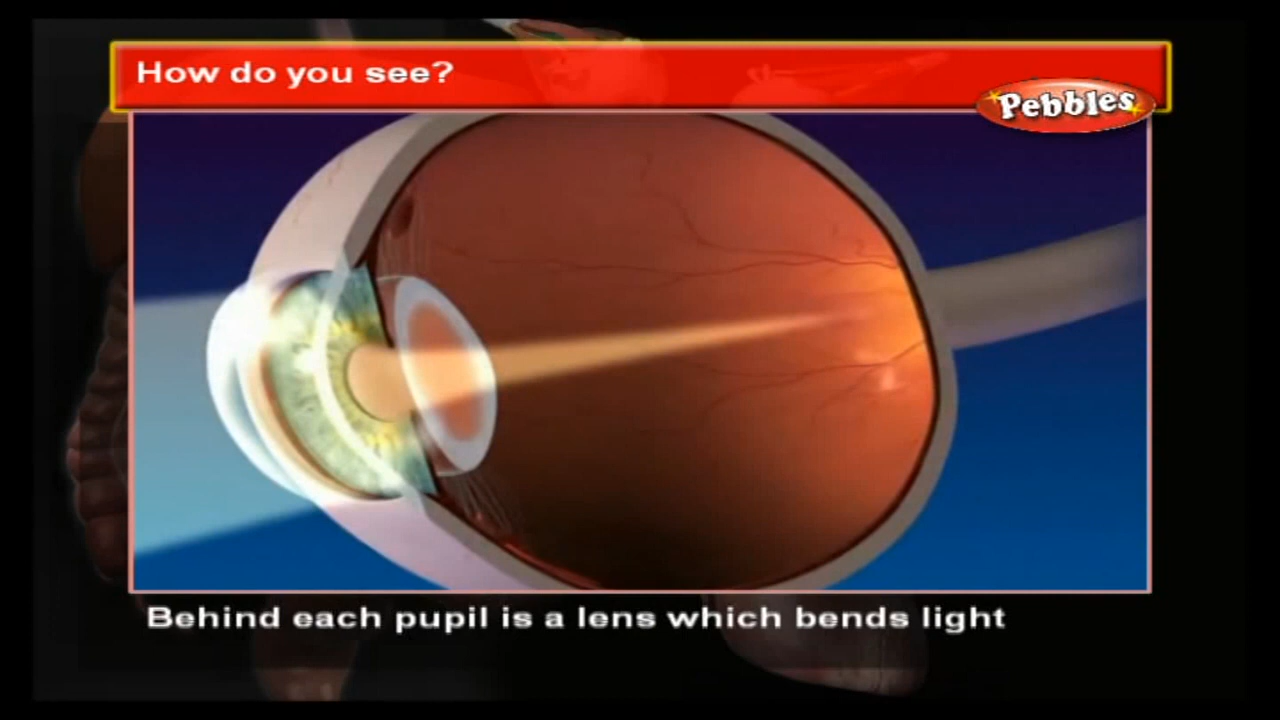 How do you see?
Pebbles
Behind each pupil is a lens which bends light